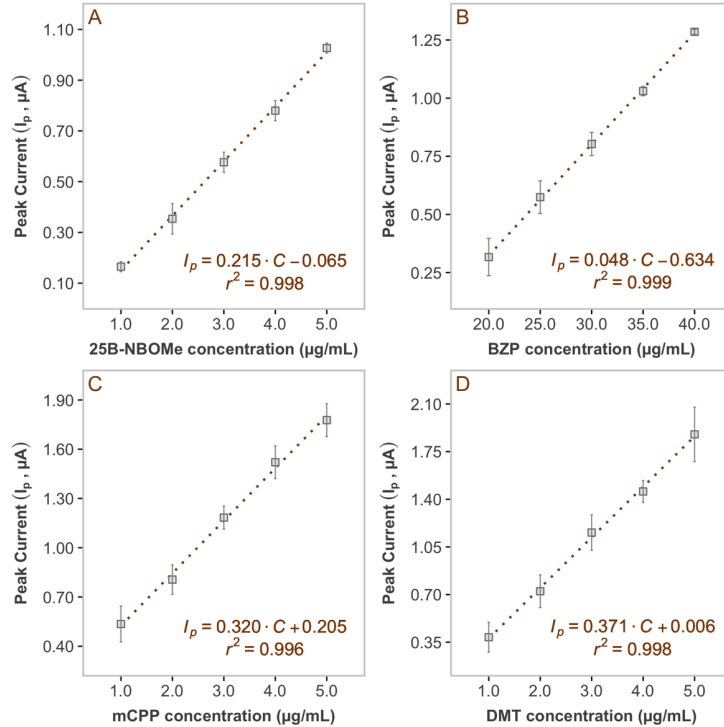 A
Peak Current (Ip , µA)
1.10
0.90
0.70
0.50
0.30
0.10
Ip = 0.215 · C − 0.065
r² = 0.998
1.0 2.0 3.0 4.0 5.0
25B-NBOMe concentration (µg/mL)
B
Peak Current (Ip , µA)
1.25
1.00
0.75
0.50
0.25
Ip = 0.048 · C − 0.634
r² = 0.999
20.0 25.0 30.0 35.0 40.0
BZP concentration (µg/mL)
C
Peak Current (Ip , µA)
1.90
1.60
1.30
1.00
0.70
0.40
Ip = 0.320 · C + 0.205
r² = 0.996
1.0 2.0 3.0 4.0 5.0
mCPP concentration (µg/mL)
D
Peak Current (Ip , µA)
2.10
1.75
1.40
1.05
0.70
0.35
Ip = 0.371 · C + 0.006
r² = 0.998
1.0 2.0 3.0 4.0 5.0
DMT concentration (µg/mL)